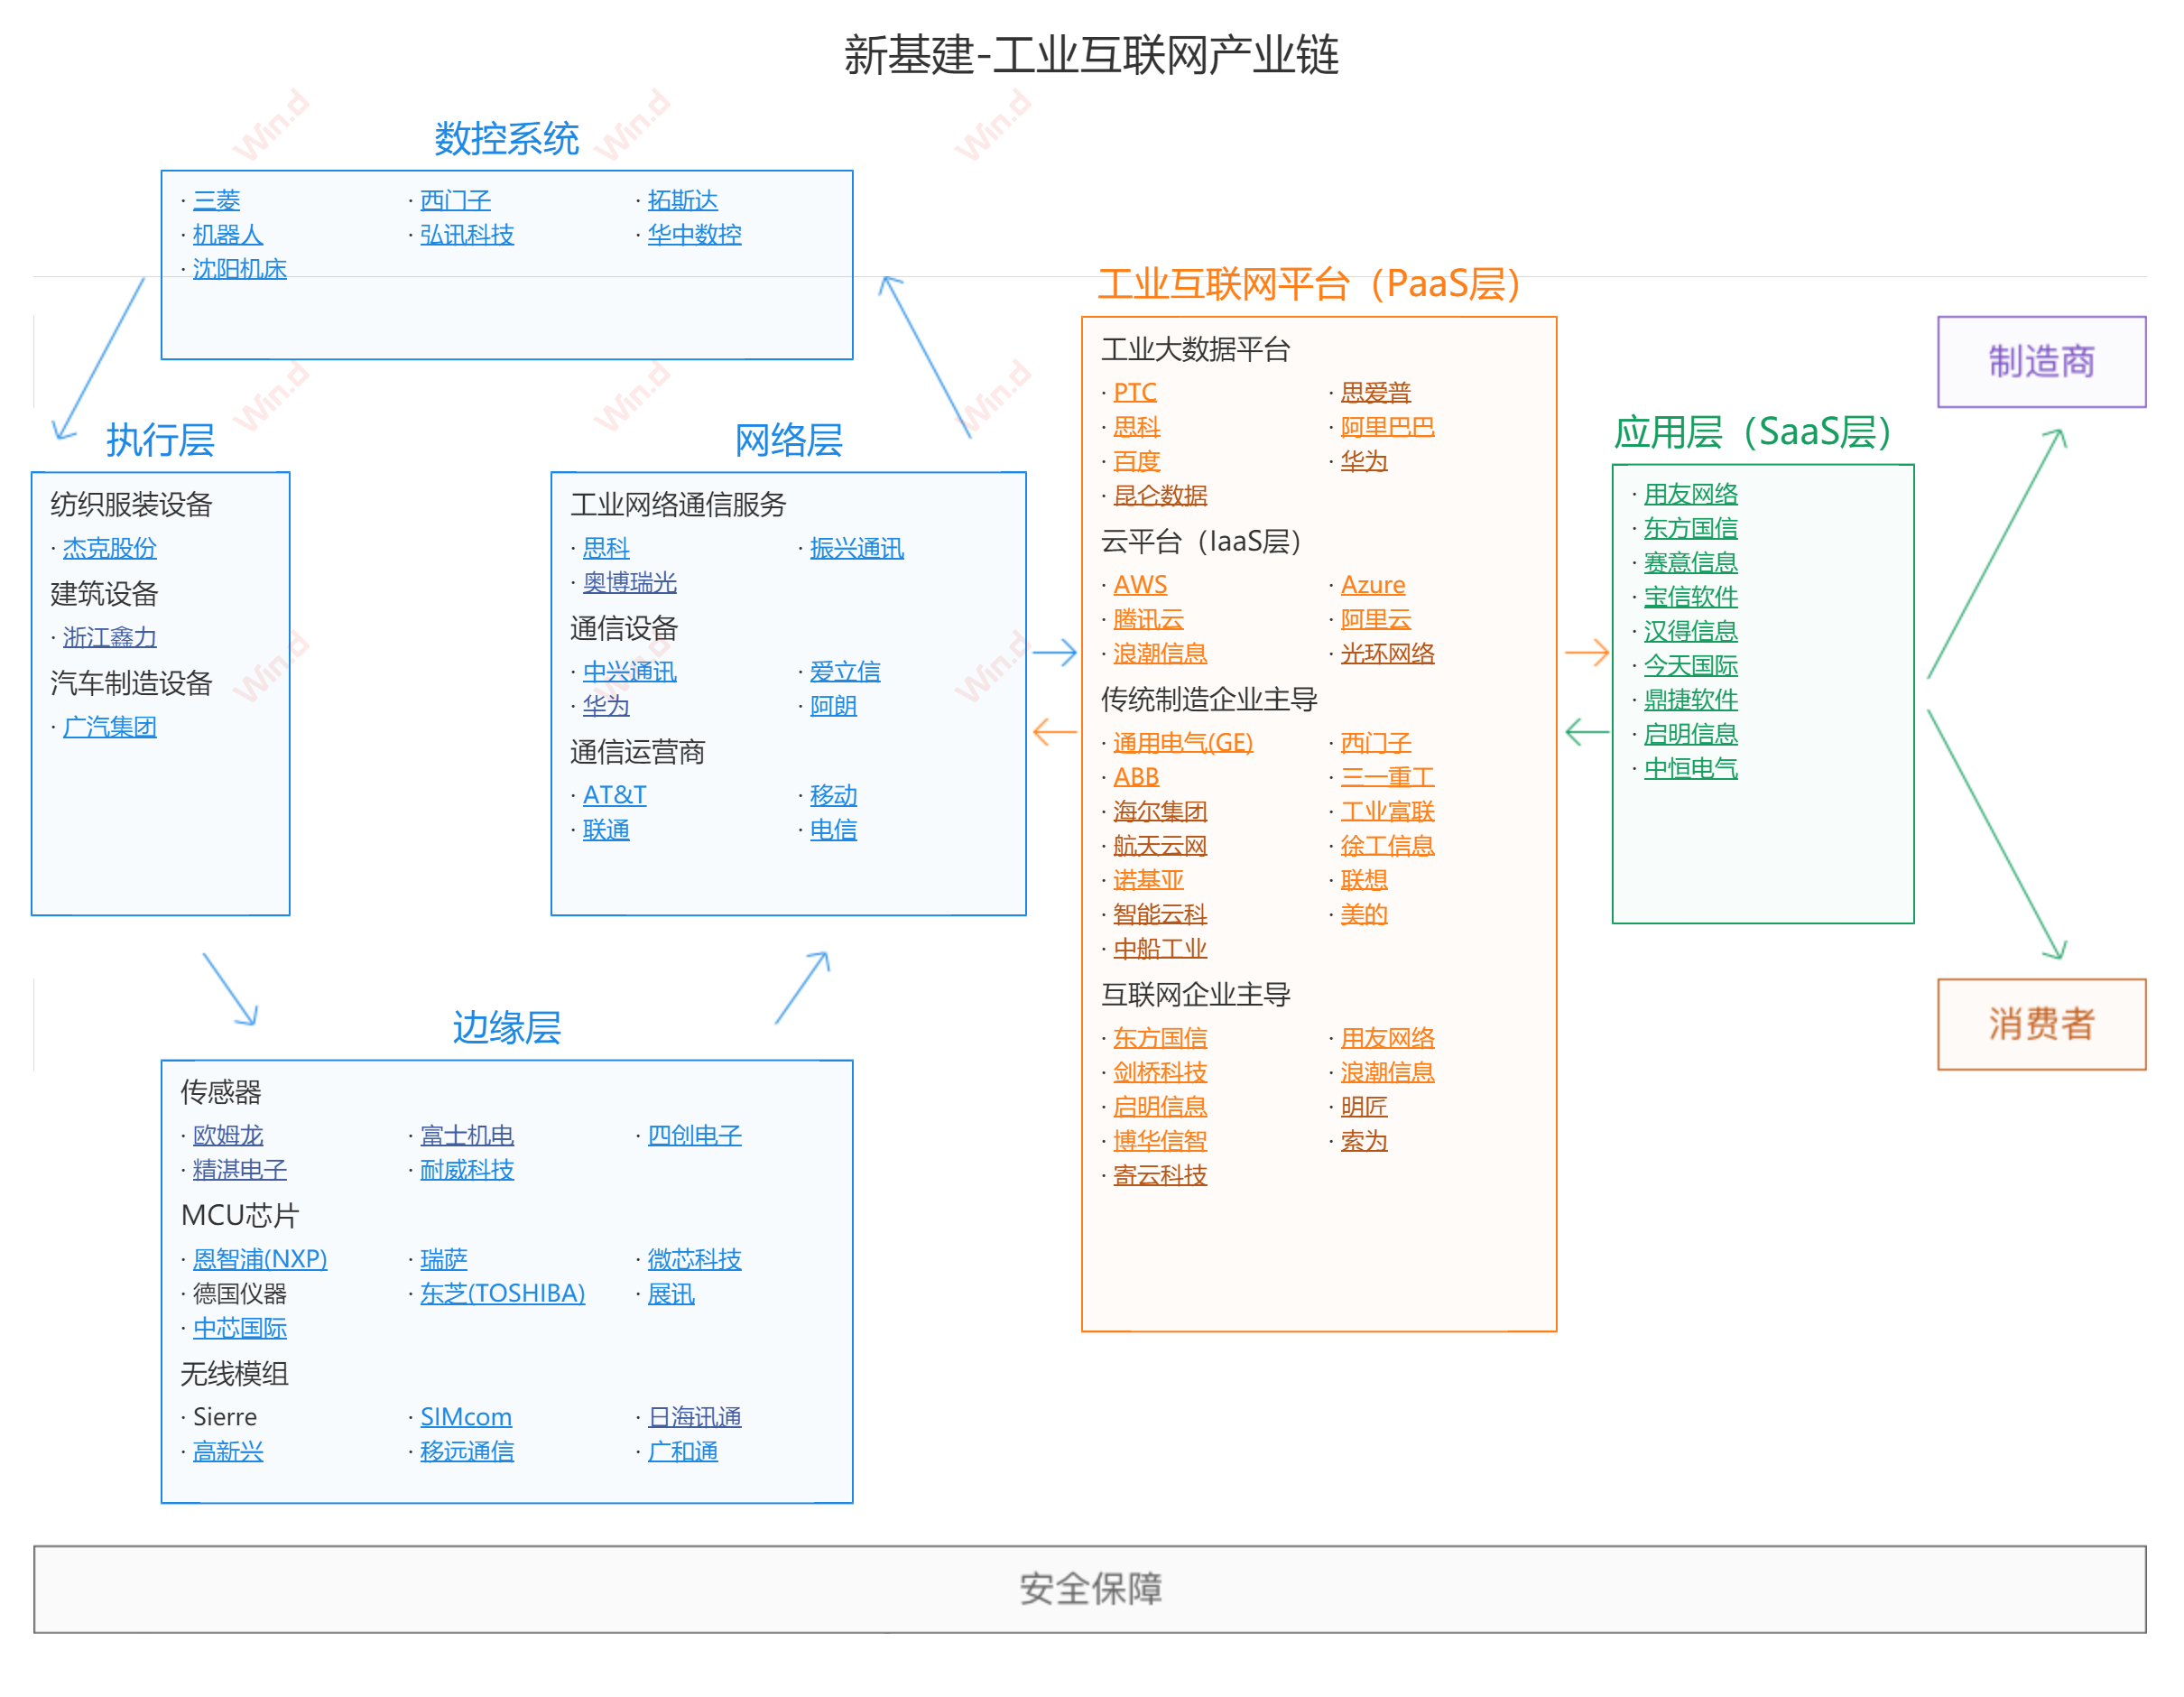 新基建-工业互联网产业链
数控系统
· 三菱 · 西门子 · 拓斯达
· 机器人 · 弘讯科技 · 华中数控
· 沈阳机床
执行层
纺织服装设备
· 杰克股份
建筑设备
· 浙江鑫力
汽车制造设备
· 广汽集团
网络层
工业网络通信服务
· 思科 · 振兴通讯
· 奥博瑞光
通信设备
· 中兴通讯 · 爱立信
· 华为 · 阿朗
通信运营商
· AT&T · 移动
· 联通 · 电信
边缘层
传感器
· 欧姆龙 · 富士机电 · 四创电子
· 精湛电子 · 耐威科技
MCU芯片
· 恩智浦(NXP) · 瑞萨 · 微芯科技
· 德国仪器 · 东芝(TOSHIBA) · 展讯
· 中芯国际
无线模组
· Sierre · SIMcom · 日海讯通
· 高新兴 · 移远通信 · 广和通
工业互联网平台（PaaS层）
工业大数据平台
· PTC · 思爱普
· 思科 · 阿里巴巴
· 百度 · 华为
· 昆仑数据
云平台（IaaS层）
· AWS · Azure
· 腾讯云 · 阿里云
· 浪潮信息 · 光环网络
传统制造企业主导
· 通用电气(GE) · 西门子
· ABB · 三一重工
· 海尔集团 · 工业富联
· 航天云网 · 徐工信息
· 诺基亚 · 联想
· 智能云科 · 美的
· 中船工业
互联网企业主导
· 东方国信 · 用友网络
· 剑桥科技 · 浪潮信息
· 启明信息 · 明匠
· 博华信智 · 索为
· 寄云科技
应用层（SaaS层）
· 用友网络
· 东方国信
· 赛意信息
· 宝信软件
· 汉得信息
· 今天国际
· 鼎捷软件
· 启明信息
· 中恒电气
制造商
消费者
安全保障
Win.d
Win.d
Win.d
Win.d
Win.d
Win.d
Win.d
Win.d
Win.d